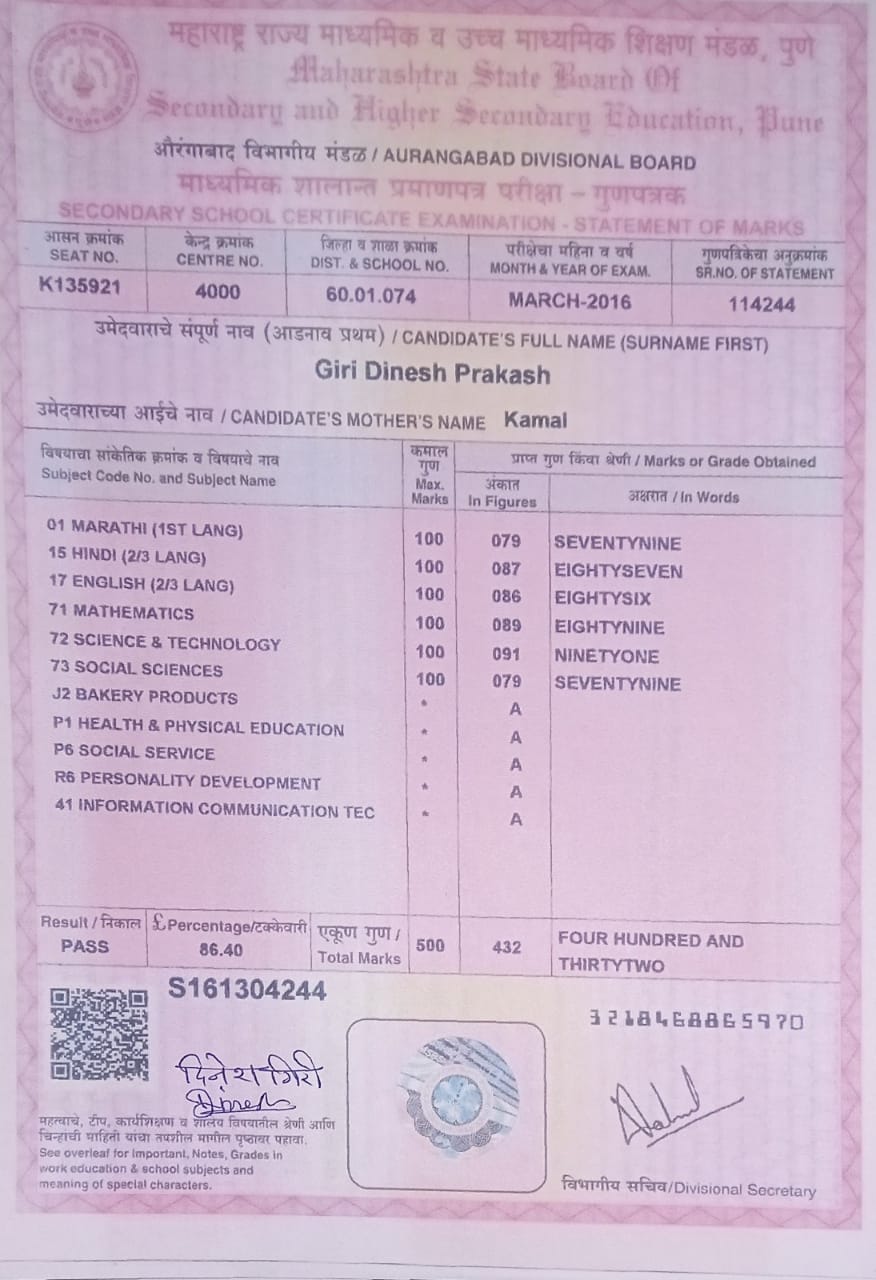 महाराष्ट्र राज्य माध्यमिक व उच्च माध्यमिक शिक्षण मंडळ, पुणे
Maharashtra State Board Of
Secondary and Higher Secondary Education, Pune
औरंगाबाद विभागीय मंडळ / AURANGABAD DIVISIONAL BOARD
माध्यमिक शालान्त प्रमाणपत्र परीक्षा – गुणपत्रक
SECONDARY SCHOOL CERTIFICATE EXAMINATION - STATEMENT OF MARKS
आसन क्रमांक केन्द्र क्रमांक जिल्हा व शाळा क्रमांक परीक्षेचा महिना व वर्ष गुणपत्रिकेचा अनुक्रमांक
SEAT NO. CENTRE NO. DIST. & SCHOOL NO. MONTH & YEAR OF EXAM. SR.NO. OF STATEMENT
K135921 4000 60.01.074 MARCH-2016 114244
उमेदवाराचे संपूर्ण नाव (आडनाव प्रथम) / CANDIDATE'S FULL NAME (SURNAME FIRST)
Giri Dinesh Prakash
उमेदवाराच्या आईचे नाव / CANDIDATE'S MOTHER'S NAME Kamal
विषयाचा सांकेतिक क्रमांक व विषयाचे नाव
Subject Code No. and Subject Name
कमाल
गुण
Max.
Marks
प्राप्त गुण किंवा श्रेणी / Marks or Grade Obtained
अंकात
In Figures
अक्षरात / In Words
01 MARATHI (1ST LANG) 100 079 SEVENTYNINE
15 HINDI (2/3 LANG) 100 087 EIGHTYSEVEN
17 ENGLISH (2/3 LANG) 100 086 EIGHTYSIX
71 MATHEMATICS 100 089 EIGHTYNINE
72 SCIENCE & TECHNOLOGY 100 091 NINETYONE
73 SOCIAL SCIENCES 100 079 SEVENTYNINE
J2 BAKERY PRODUCTS * A
P1 HEALTH & PHYSICAL EDUCATION * A
P6 SOCIAL SERVICE * A
R6 PERSONALITY DEVELOPMENT * A
41 INFORMATION COMMUNICATION TEC * A
Result / निकाल £Percentage/टक्केवारी एकूण गुण /
PASS 86.40 Total Marks 500 432 FOUR HUNDRED AND
THIRTYTWO
S161304244
3218468865970
दिनेश गिरी
Dinesh
महत्वाचे, टीप, कार्यशिक्षण व शालेय विषयातील श्रेणी आणि
चिन्हांची माहिती यांचा तपशील मागील पृष्ठावर पहावा.
See overleaf for Important, Notes, Grades in
work education & school subjects and
meaning of special characters.
विभागीय सचिव/Divisional Secretary